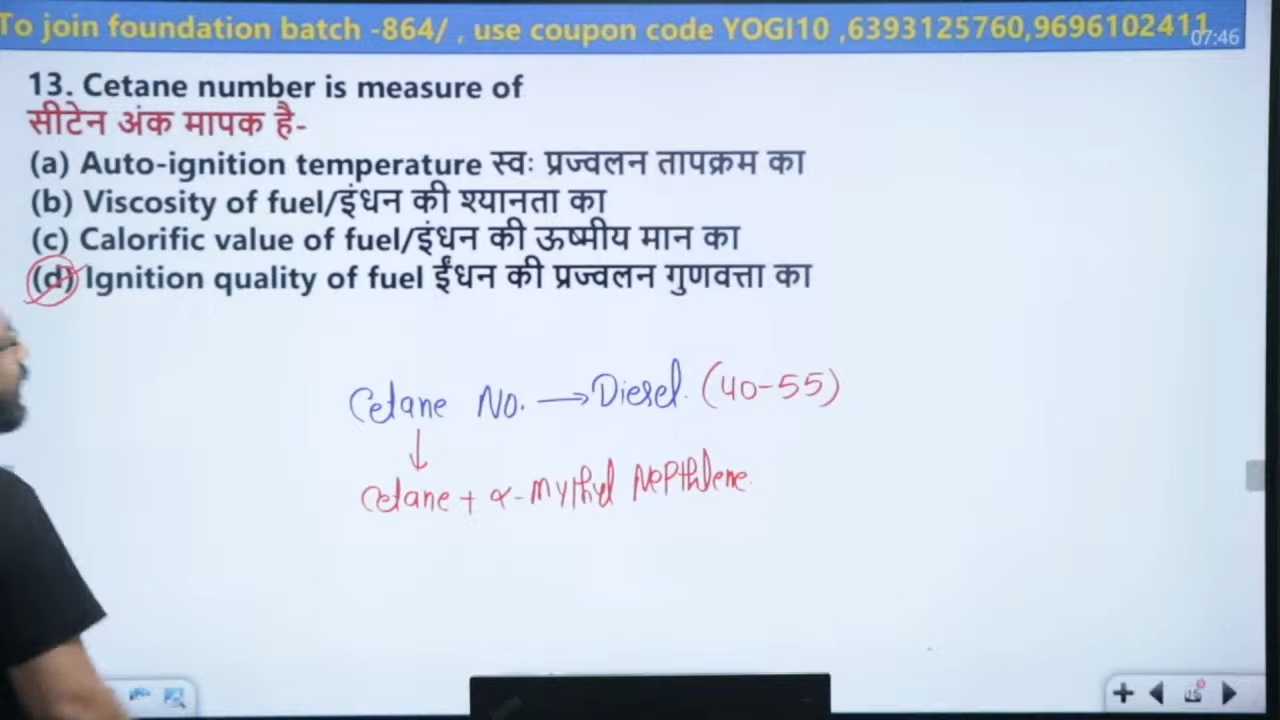 To join foundation batch -864/ , use coupon code YOGI10 ,6393125760,9696102411
07:46
13. Cetane number is measure of
सीटेन अंक मापक है-
(a) Auto-ignition temperature स्वः प्रज्वलन तापक्रम का
(b) Viscosity of fuel/इंधन की श्यानता का
(c) Calorific value of fuel/इंधन की ऊष्मीय मान का
(d) Ignition quality of fuel ईंधन की प्रज्वलन गुणवत्ता का
Cetane No. → Diesel. (40-55)
↓
Cetane + α-Mythyl NePthlene